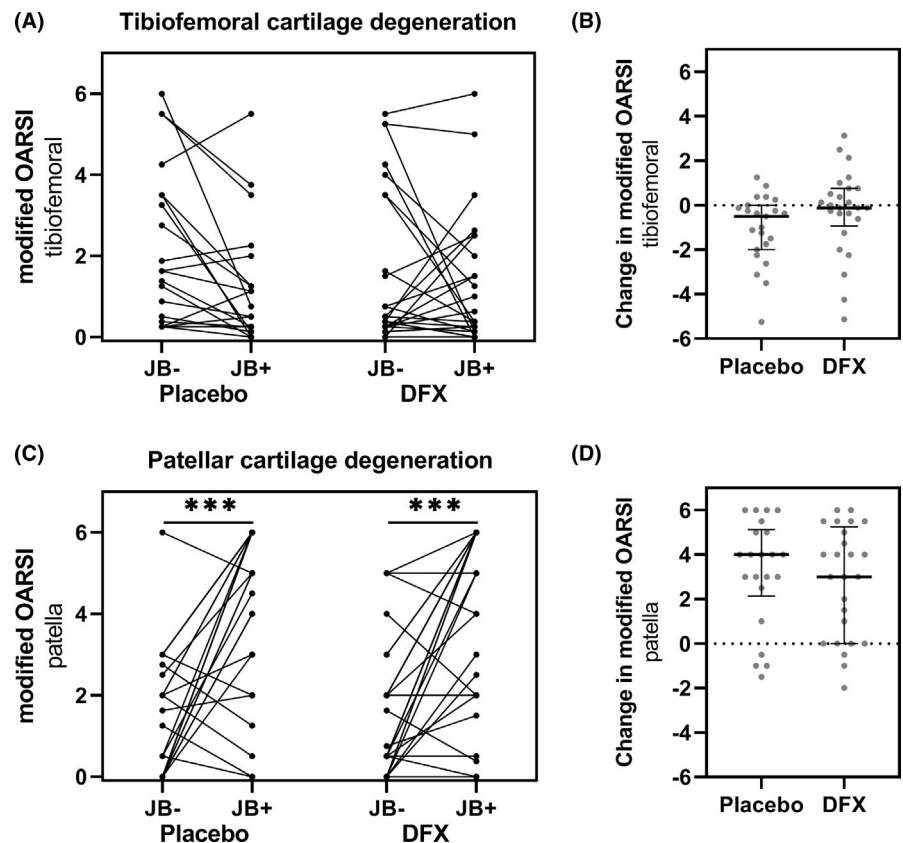 (A) Tibiofemoral cartilage degeneration
modified OARSI
tibiofemoral
6
4
2
0
JB- JB+ JB- JB+
Placebo DFX
(B)
Change in modified OARSI
tibiofemoral
6
4
2
0
-2
-4
-6
Placebo DFX
(C) Patellar cartilage degeneration
modified OARSI
patella
*** ***
6
4
2
0
JB- JB+ JB- JB+
Placebo DFX
(D)
Change in modified OARSI
patella
6
4
2
0
-2
-4
-6
Placebo DFX